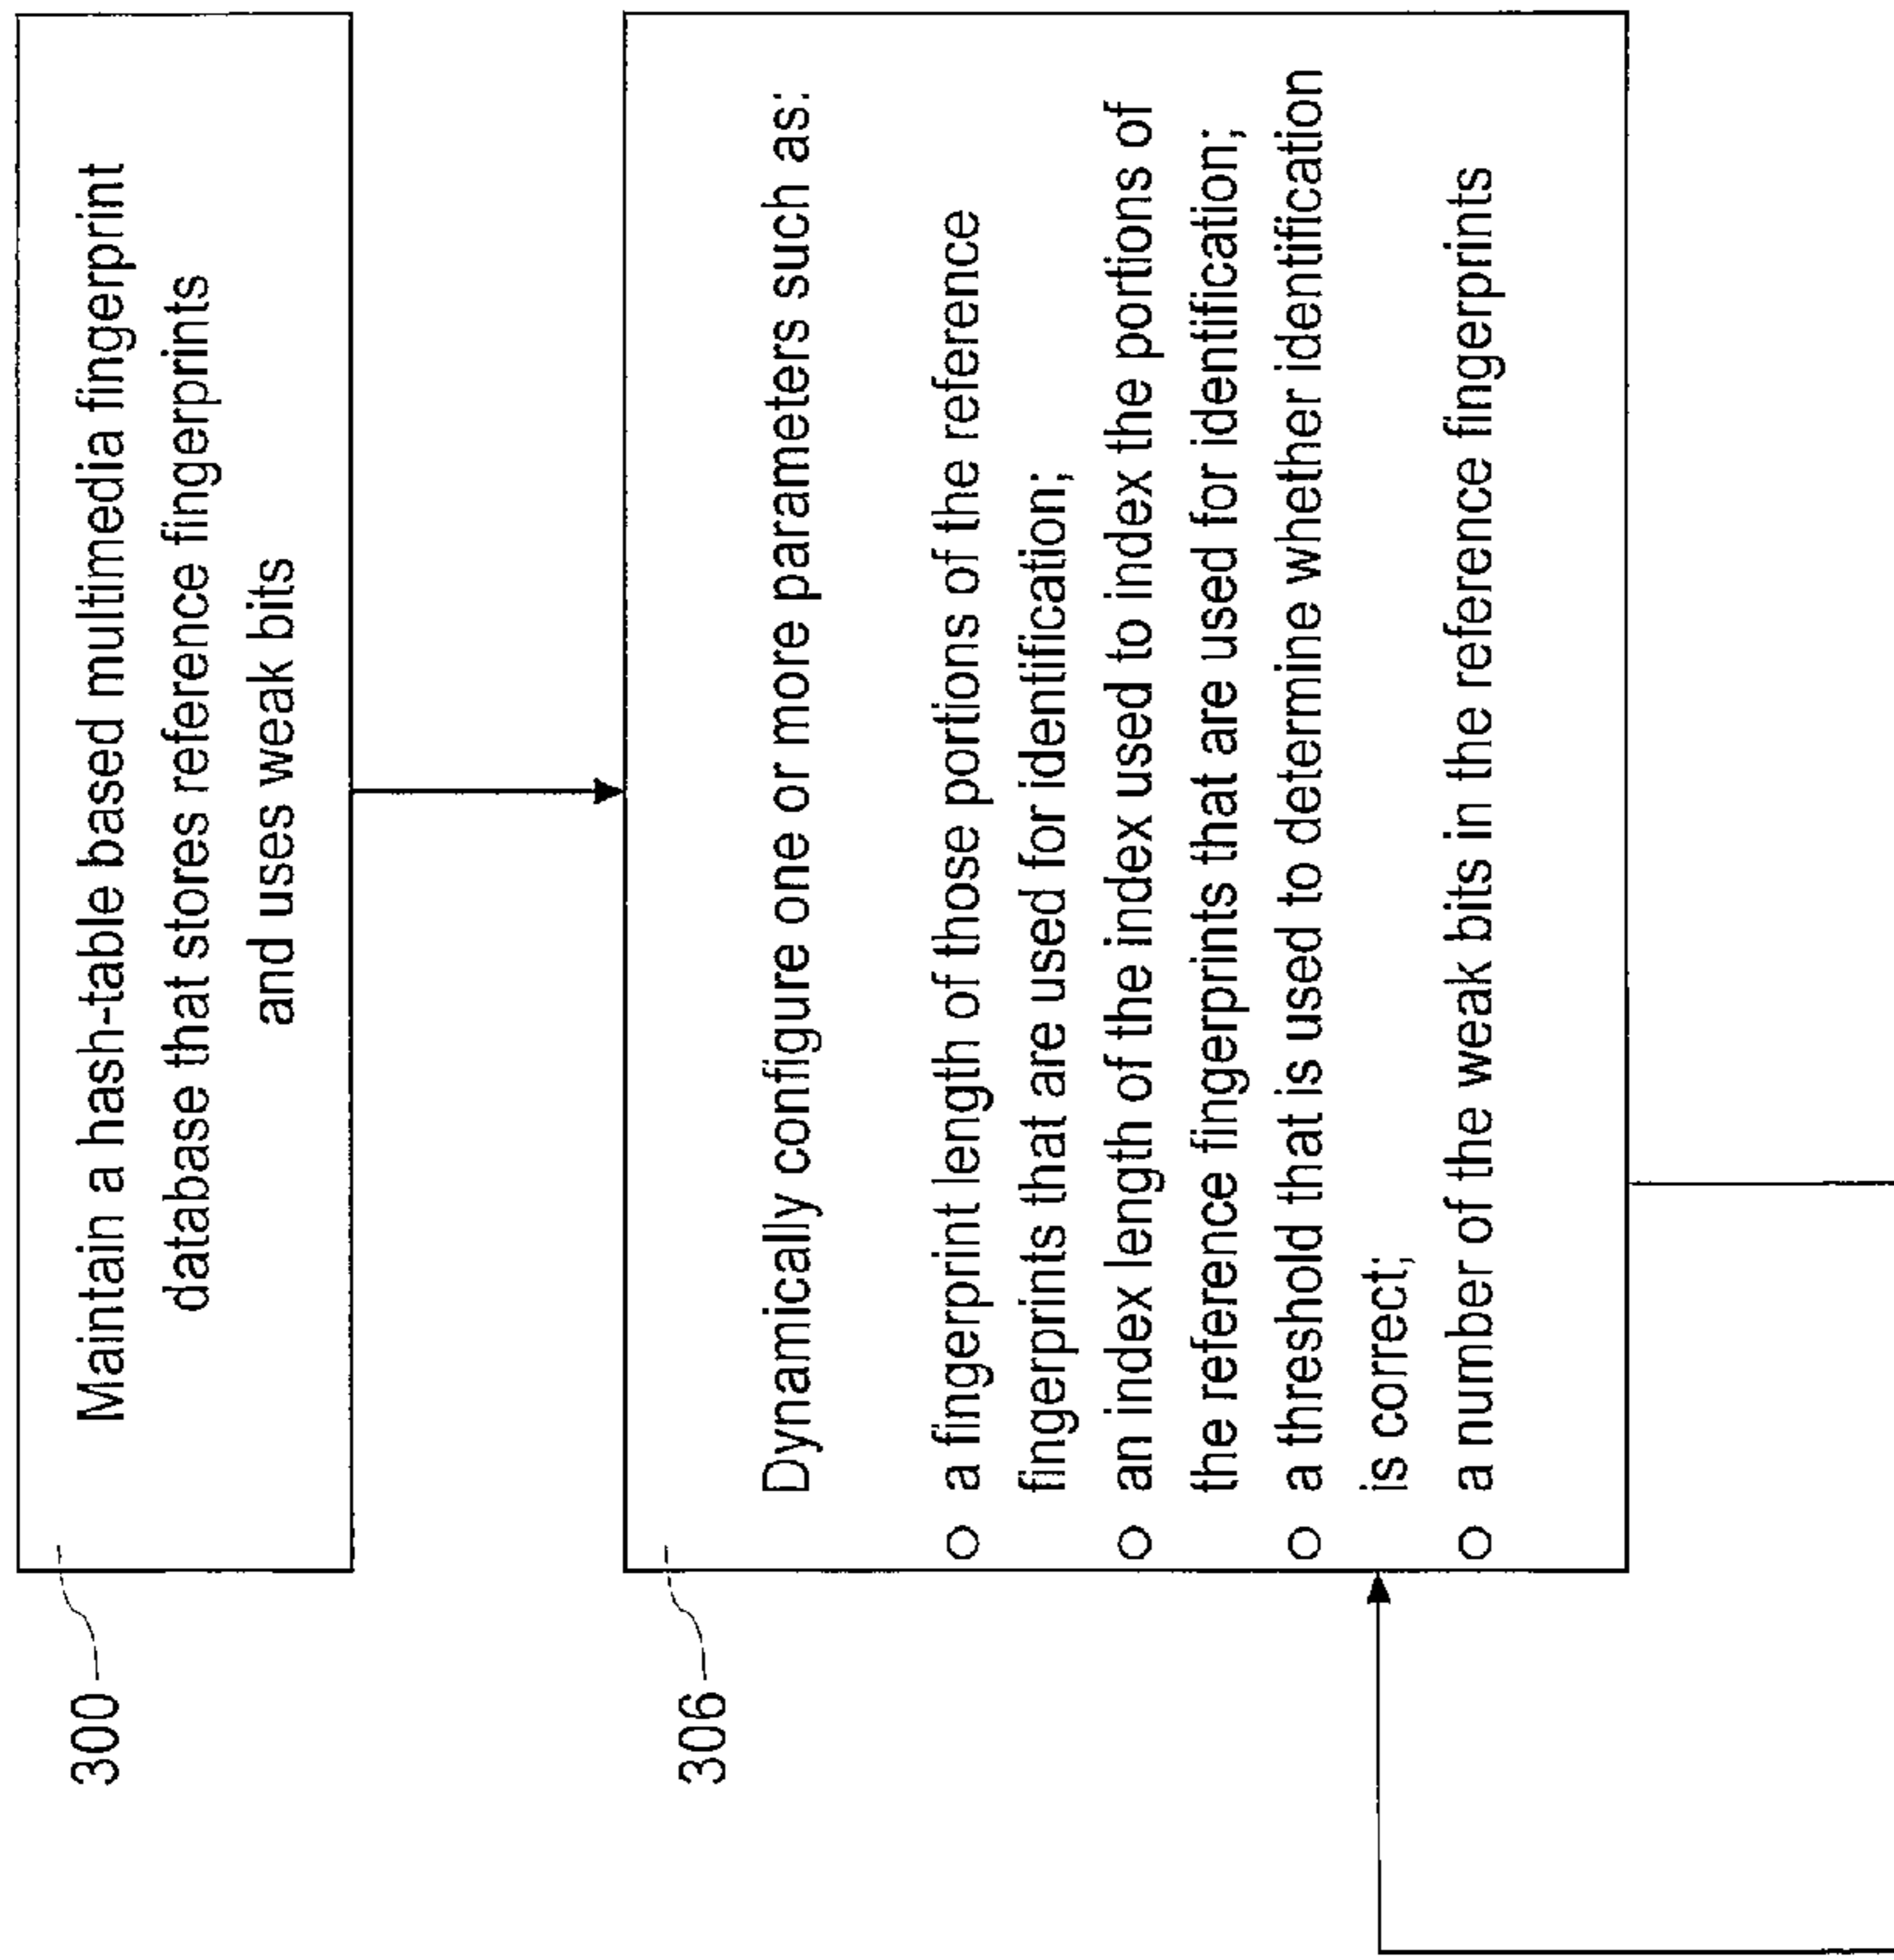 300
Maintain a hash-table based multimedia fingerprint
database that stores reference fingerprints
and uses weak bits
306
Dynamically configure one or more parameters such as:
○ a fingerprint length of those portions of the reference
fingerprints that are used for identification;
○ an index length of the index used to index the portions of
the reference fingerprints that are used for identification;
○ a threshold that is used to determine whether identification
is correct;
○ a number of the weak bits in the reference fingerprints